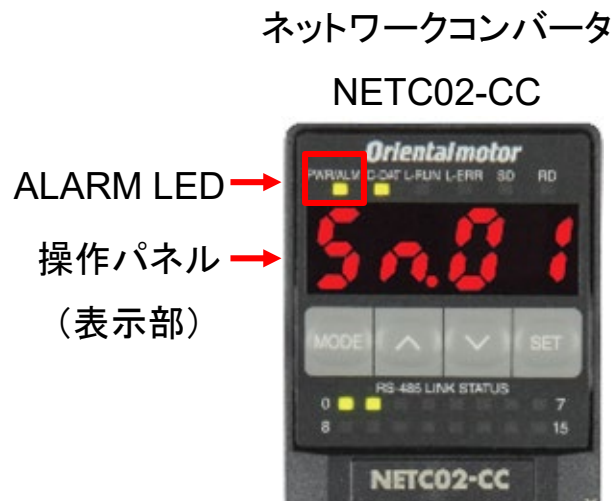 ネットワークコンバータ
NETC02-CC
Orientalmotor
PWR/ALM C-DAT L-RUN L-ERR SD RD
ALARM LED
Sn.01
操作パネル
（表示部）
MODE SET
RS-485 LINK STATUS
0 7
8 15
NETC02-CC